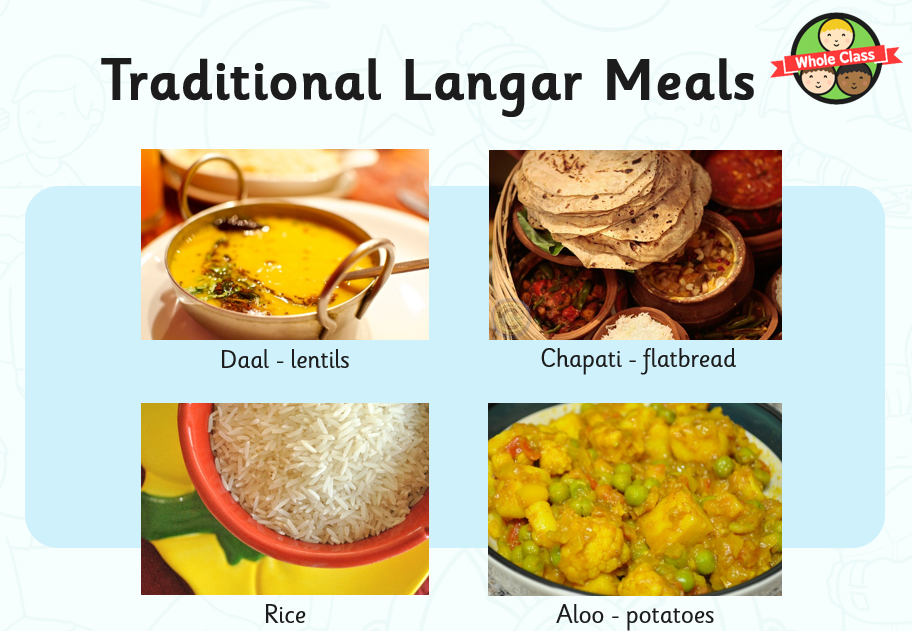 Traditional Langar Meals
Whole Class
Daal - lentils
Chapati - flatbread
Rice
Aloo - potatoes